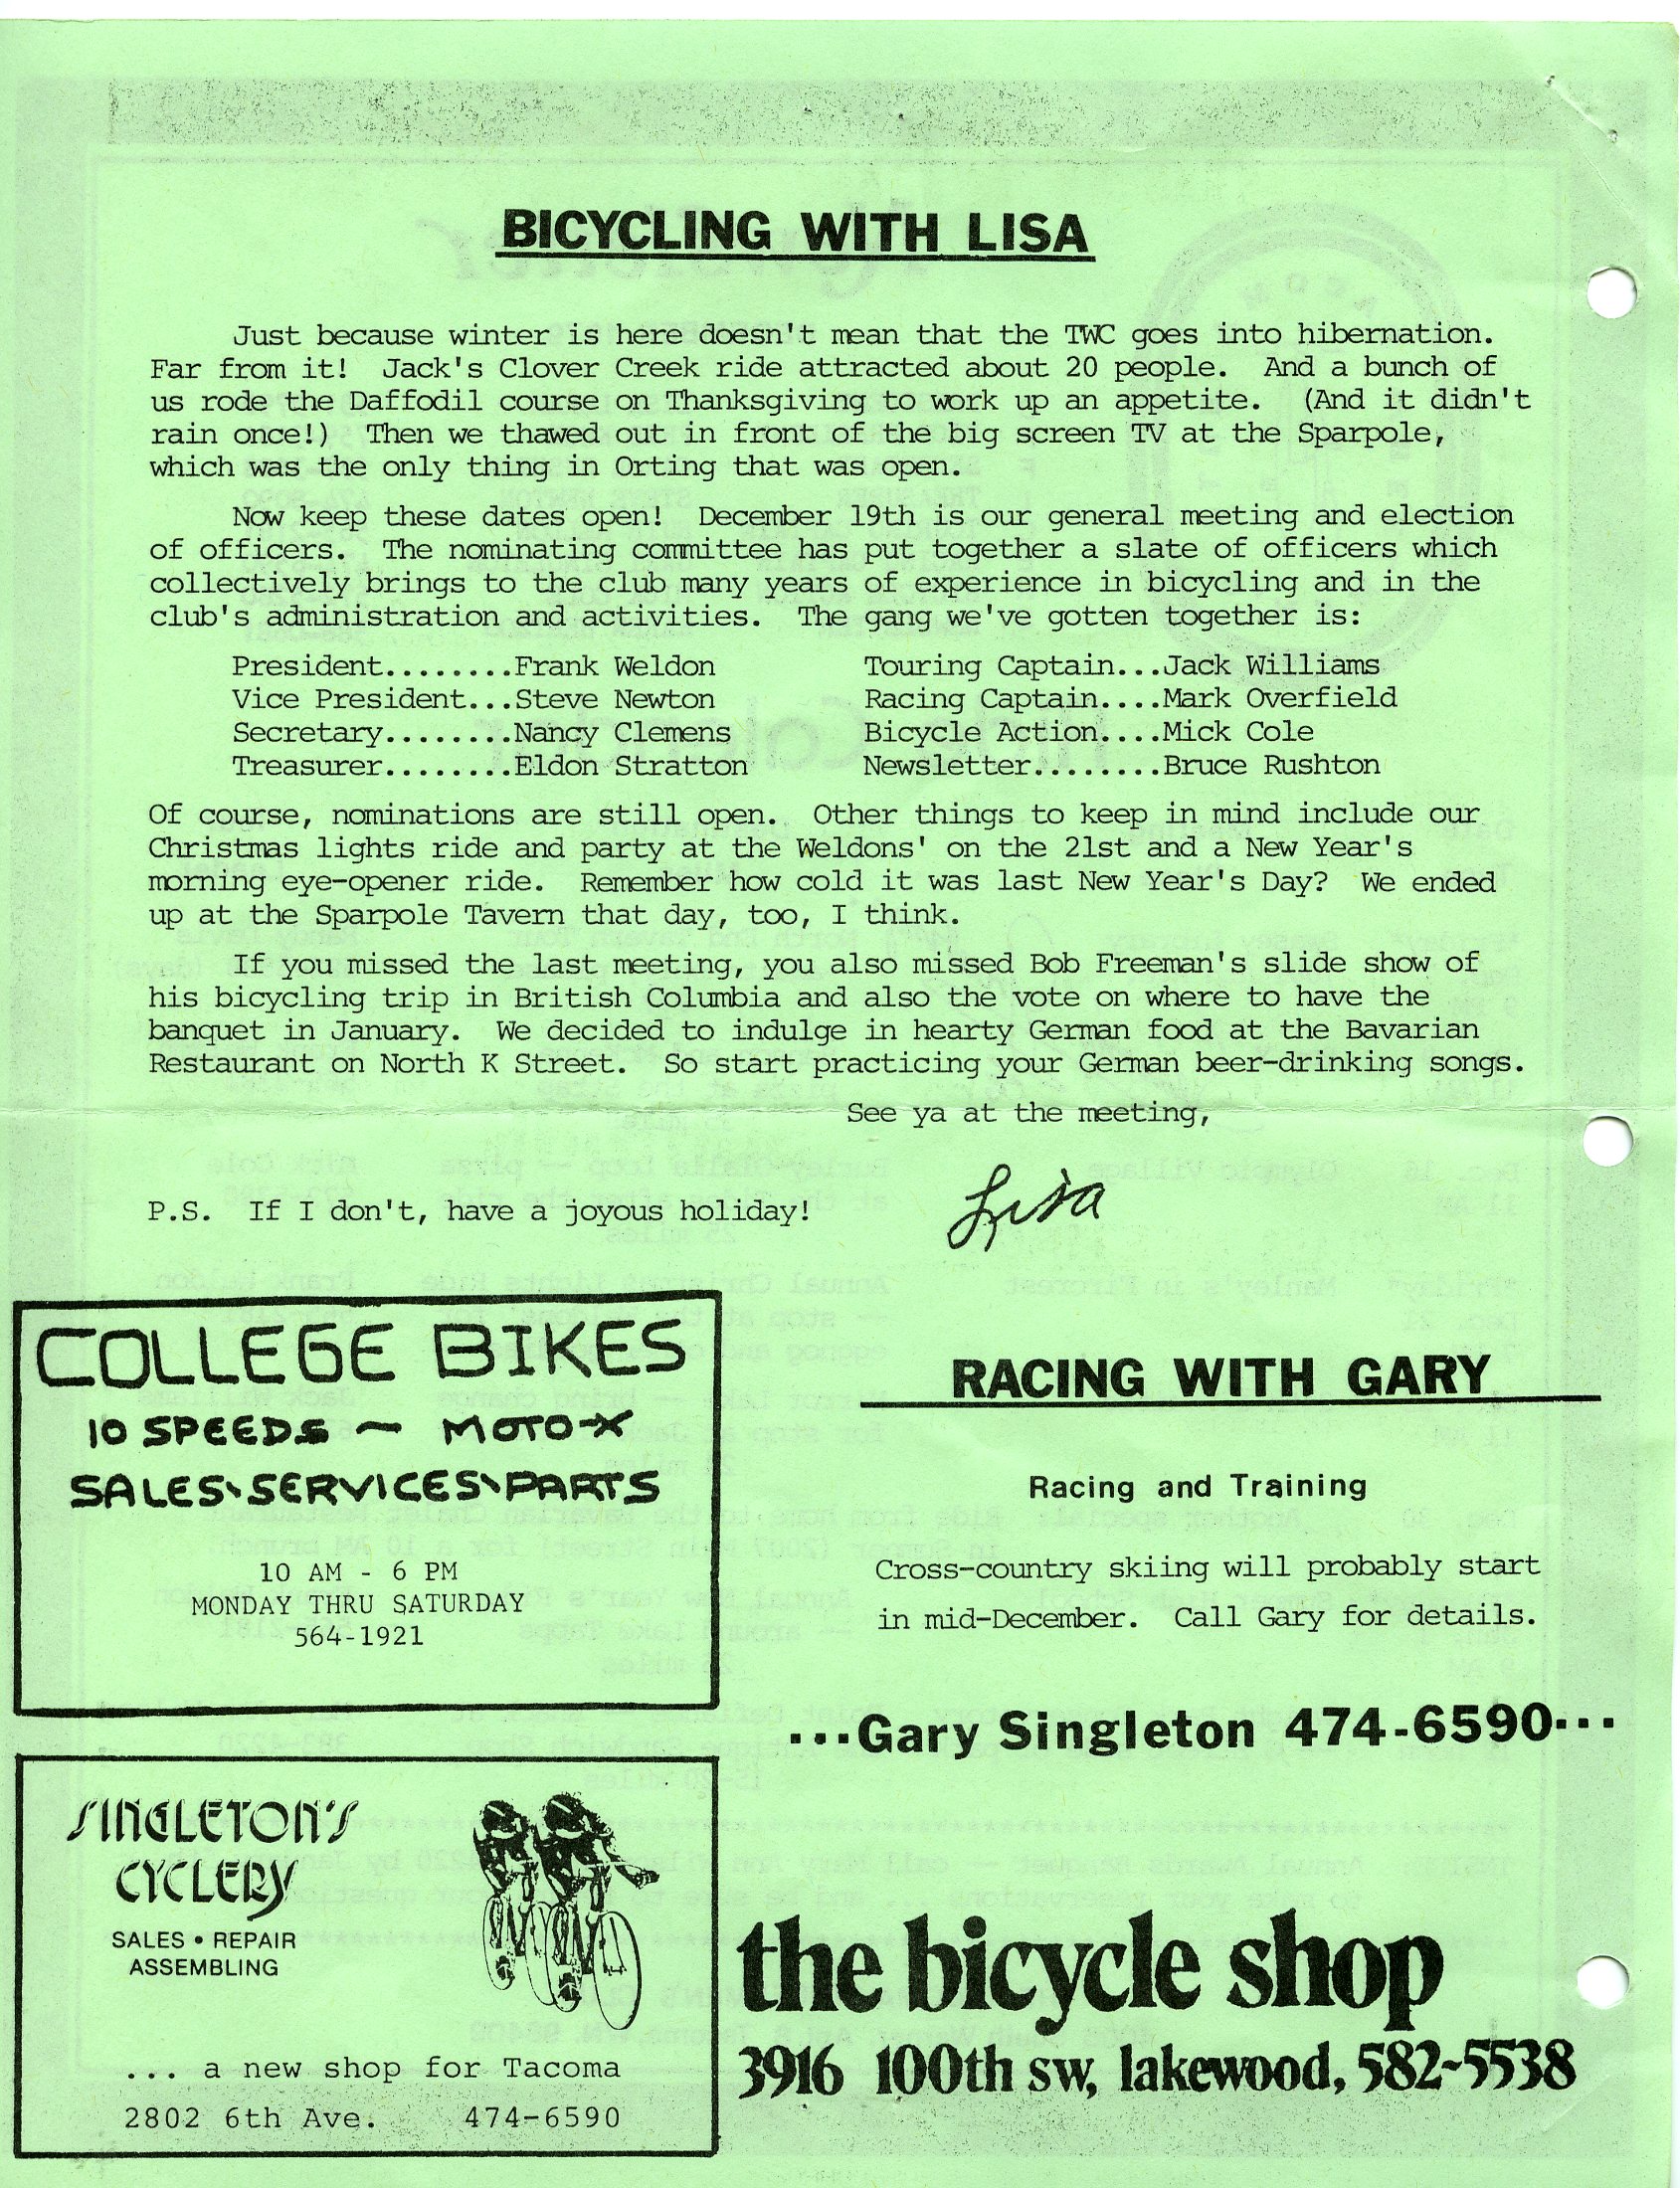 BICYCLING WITH LISA
Just because winter is here doesn't mean that the TWC goes into hibernation.
Far from it!  Jack's Clover Creek ride attracted about 20 people.  And a bunch of
us rode the Daffodil course on Thanksgiving to work up an appetite.  (And it didn't
rain once!)  Then we thawed out in front of the big screen TV at the Sparpole,
which was the only thing in Orting that was open.
Now keep these dates open!  December 19th is our general meeting and election
of officers.  The nominating committee has put together a slate of officers which
collectively brings to the club many years of experience in bicycling and in the
club's administration and activities.  The gang we've gotten together is:
President........Frank Weldon  Touring Captain...Jack Williams
Vice President...Steve Newton  Racing Captain....Mark Overfield
Secretary........Nancy Clemens  Bicycle Action....Mick Cole
Treasurer........Eldon Stratton  Newsletter........Bruce Rushton
Of course, nominations are still open.  Other things to keep in mind include our
Christmas lights ride and party at the Weldons' on the 21st and a New Year's
morning eye-opener ride.  Remember how cold it was last New Year's Day?  We ended
up at the Sparpole Tavern that day, too, I think.
If you missed the last meeting, you also missed Bob Freeman's slide show of
his bicycling trip in British Columbia and also the vote on where to have the
banquet in January.  We decided to indulge in hearty German food at the Bavarian
Restaurant on North K Street.  So start practicing your German beer-drinking songs.
See ya at the meeting,
Lisa
P.S.  If I don't, have a joyous holiday!
COLLEGE BIKES
10 SPEEDS ~ MOTO-X
SALES\SERVICES\PARTS
10 AM - 6 PM
MONDAY THRU SATURDAY
564-1921
RACING WITH GARY
Racing and Training
Cross-country skiing will probably start
in mid-December.  Call Gary for details.
...Gary Singleton 474-6590...
SINGLETON'S
CYCLERY
SALES • REPAIR
ASSEMBLING
... a new shop for Tacoma
2802 6th Ave.    474-6590
the bicycle shop
3916 100th sw, lakewood, 582-5538